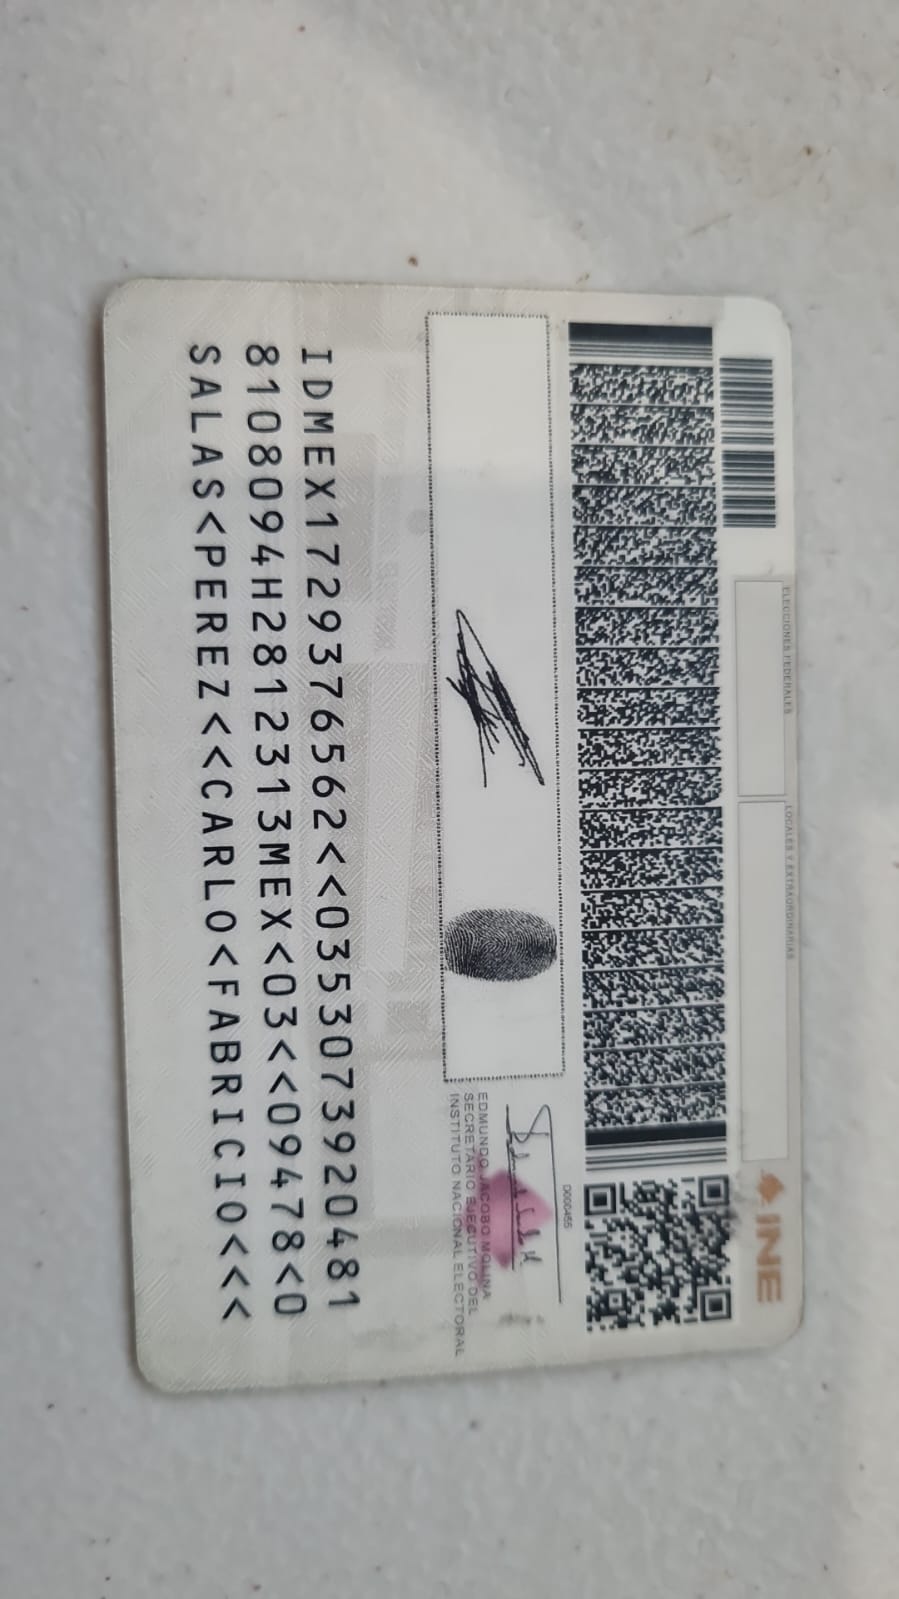 ELECCIONES FEDERALES
LOCALES Y EXTRAORDINARIAS
INE
D000455
EDMUNDO JACOBO MOLINA
SECRETARIO EJECUTIVO DEL
INSTITUTO NACIONAL ELECTORAL
IDMEX1729376562<<0353073920481
8108094H2812313MEX<03<<09478<0
SALAS<PEREZ<<CARLO<FABRICIO<<<